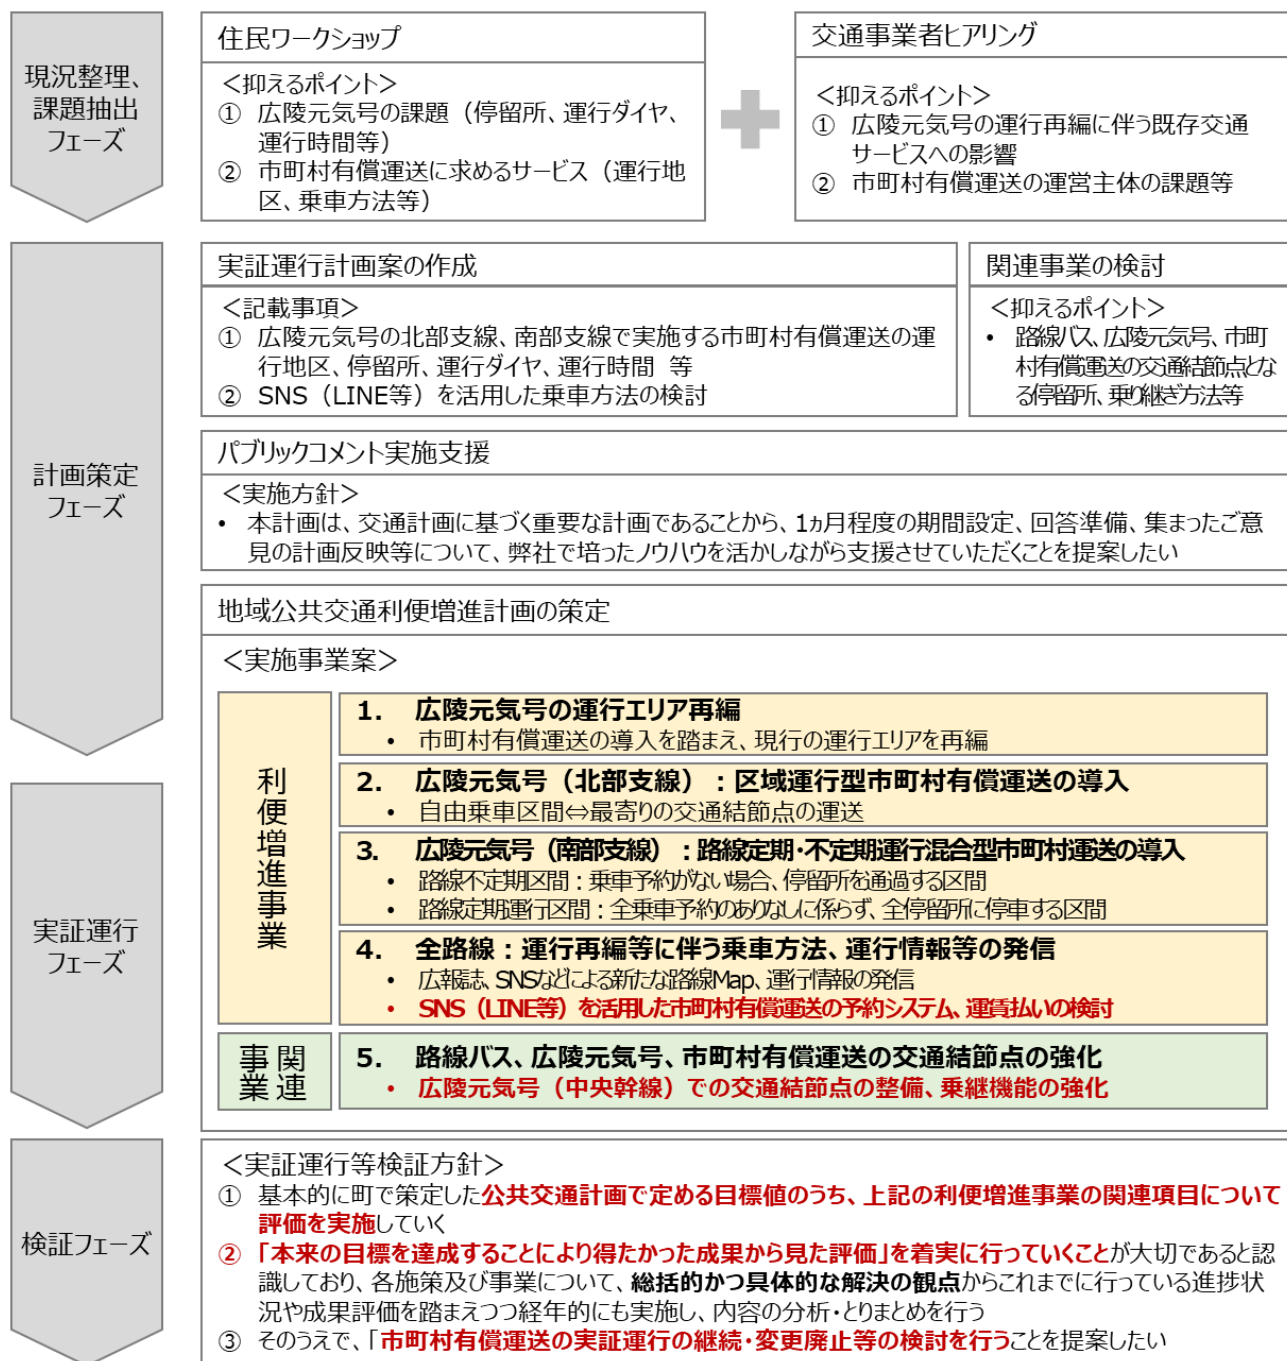 現況整理、
課題抽出
フェーズ
住民ワークショップ
<抑えるポイント>
① 広陵元気号の課題（停留所、運行ダイヤ、
運行時間等）
② 市町村有償運送に求めるサービス（運行地
区、乗車方法等）
交通事業者ヒアリング
<抑えるポイント>
① 広陵元気号の運行再編に伴う既存交通
サービスへの影響
② 市町村有償運送の運営主体の課題等
計画策定
フェーズ
実証運行計画案の作成
<記載事項>
① 広陵元気号の北部支線、南部支線で実施する市町村有償運送の運
行地区、停留所、運行ダイヤ、運行時間 等
② SNS（LINE等）を活用した乗車方法の検討
関連事業の検討
<抑えるポイント>
• 路線バス、広陵元気号、市町
村有償運送の交通結節点とな
る停留所、乗り継ぎ方法等
パブリックコメント実施支援
<実施方針>
• 本計画は、交通計画に基づく重要な計画であることから、1ヵ月程度の期間設定、回答準備、集まったご意
見の計画反映等について、弊社で培ったノウハウを活かしながら支援させていただくことを提案したい
地域公共交通利便増進計画の策定
<実施事業案>
利便増進事業
1. 広陵元気号の運行エリア再編
• 市町村有償運送の導入を踏まえ、現行の運行エリアを再編
2. 広陵元気号（北部支線）：区域運行型市町村有償運送の導入
• 自由乗車区間⇔最寄りの交通結節点の運送
3. 広陵元気号（南部支線）：路線定期・不定期運行混合型市町村運送の導入
• 路線不定期区間：乗車予約がない場合、停留所を通過する区間
• 路線定期運行区間：全乗車予約のありなしに係らず、全停留所に停車する区間
4. 全路線：運行再編等に伴う乗車方法、運行情報等の発信
• 広報誌、SNSなどによる新たな路線Map、運行情報の発信
• SNS（LINE等）を活用した市町村有償運送の予約システム、運賃払いの検討
関連事業
5. 路線バス、広陵元気号、市町村有償運送の交通結節点の強化
• 広陵元気号（中央幹線）での交通結節点の整備、乗継機能の強化
実証運行
フェーズ
検証フェーズ
<実証運行等検証方針>
① 基本的に町で策定した公共交通計画で定める目標値のうち、上記の利便増進事業の関連項目について
評価を実施していく
② 「本来の目標を達成することにより得たかった成果から見た評価」を着実に行っていくことが大切であると認
識しており、各施策及び事業について、総括的かつ具体的な解決の観点からこれまでに行っている進捗状
況や成果評価を踏まえつつ経年的にも実施し、内容の分析・とりまとめを行う
③ そのうえで、「市町村有償運送の実証運行の継続・変更廃止等の検討を行うことを提案したい